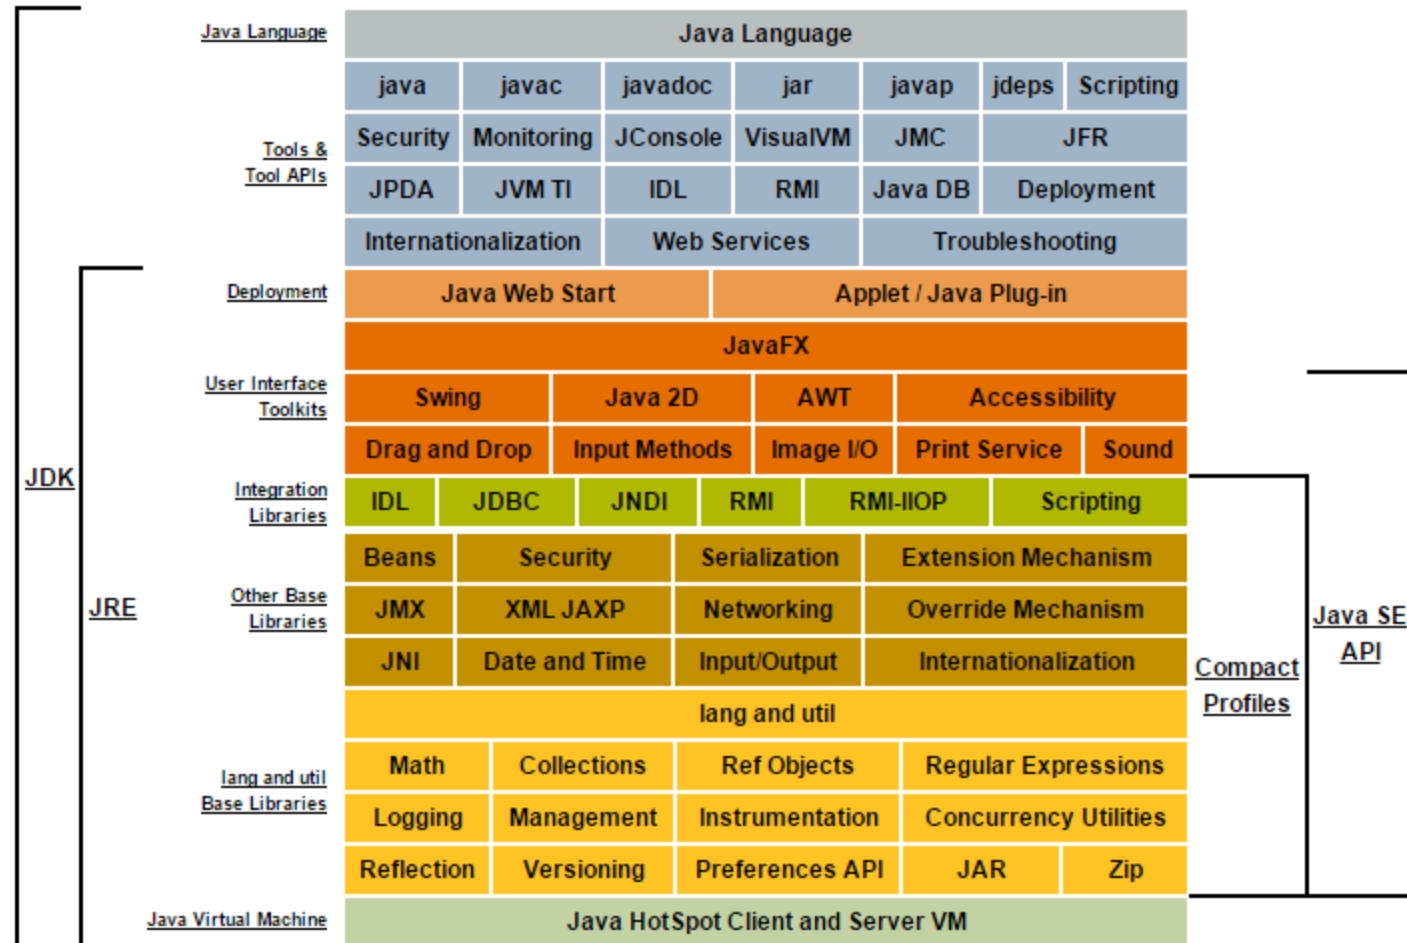 Java Language
Java Language
java javac javadoc jar javap jdeps Scripting
Tools &
Tool APIs
Security Monitoring JConsole VisualVM JMC JFR
JPDA JVM TI IDL RMI Java DB Deployment
Internationalization Web Services Troubleshooting
Deployment
Java Web Start Applet / Java Plug-in
JavaFX
User Interface
Toolkits
Swing Java 2D AWT Accessibility
Drag and Drop Input Methods Image I/O Print Service Sound
JDK
Integration
Libraries
IDL JDBC JNDI RMI RMI-IIOP Scripting
JRE
Other Base
Libraries
Beans Security Serialization Extension Mechanism
JMX XML JAXP Networking Override Mechanism
JNI Date and Time Input/Output Internationalization
Compact
Profiles
Java SE
API
lang and util
lang and util
Base Libraries
Math Collections Ref Objects Regular Expressions
Logging Management Instrumentation Concurrency Utilities
Reflection Versioning Preferences API JAR Zip
Java Virtual Machine
Java HotSpot Client and Server VM